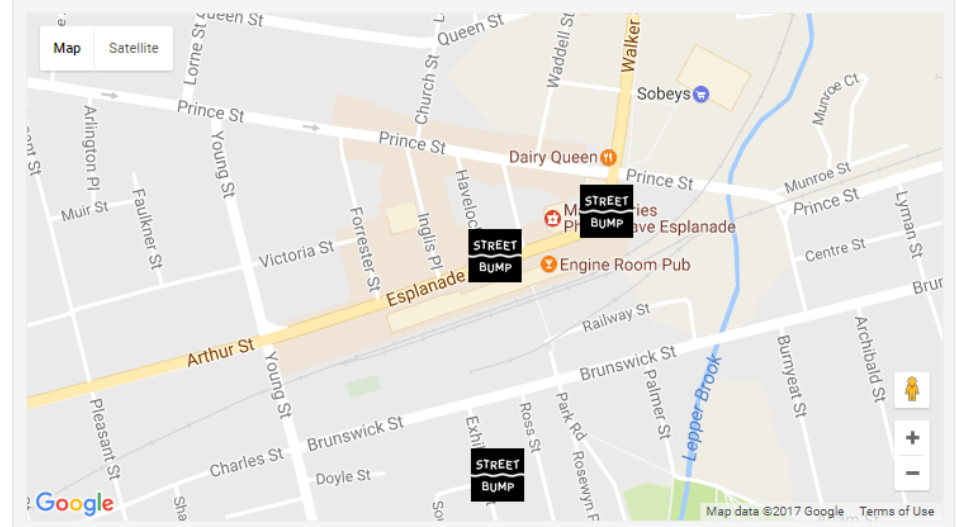 Queen St
Queen St
Map
Satellite
Lorne St
Church St
Waddell St
Walker
Sobeys
Munroe Ct
Prince St
Arlington Pl
Young St
Prince St
Dairy Queen
Prince St
Munroe St
Prince St
Muir St
Faulkner St
Forrester St
Inglis Pl
STREET
BUMP
Esplanade
Lyman St
Victoria St
STREET
BUMP
Engine Room Pub
Centre St
Esplanade
Railway St
Arthur St
Young St
Brunswick St
Palmer St
Lepper Brook
Burnyeat St
Archibald St
Pleasant St
Charles St
Brunswick St
Ross St
Park Rd
Doyle St
STREET
BUMP
Google
Map data ©2017 Google
Terms of Use